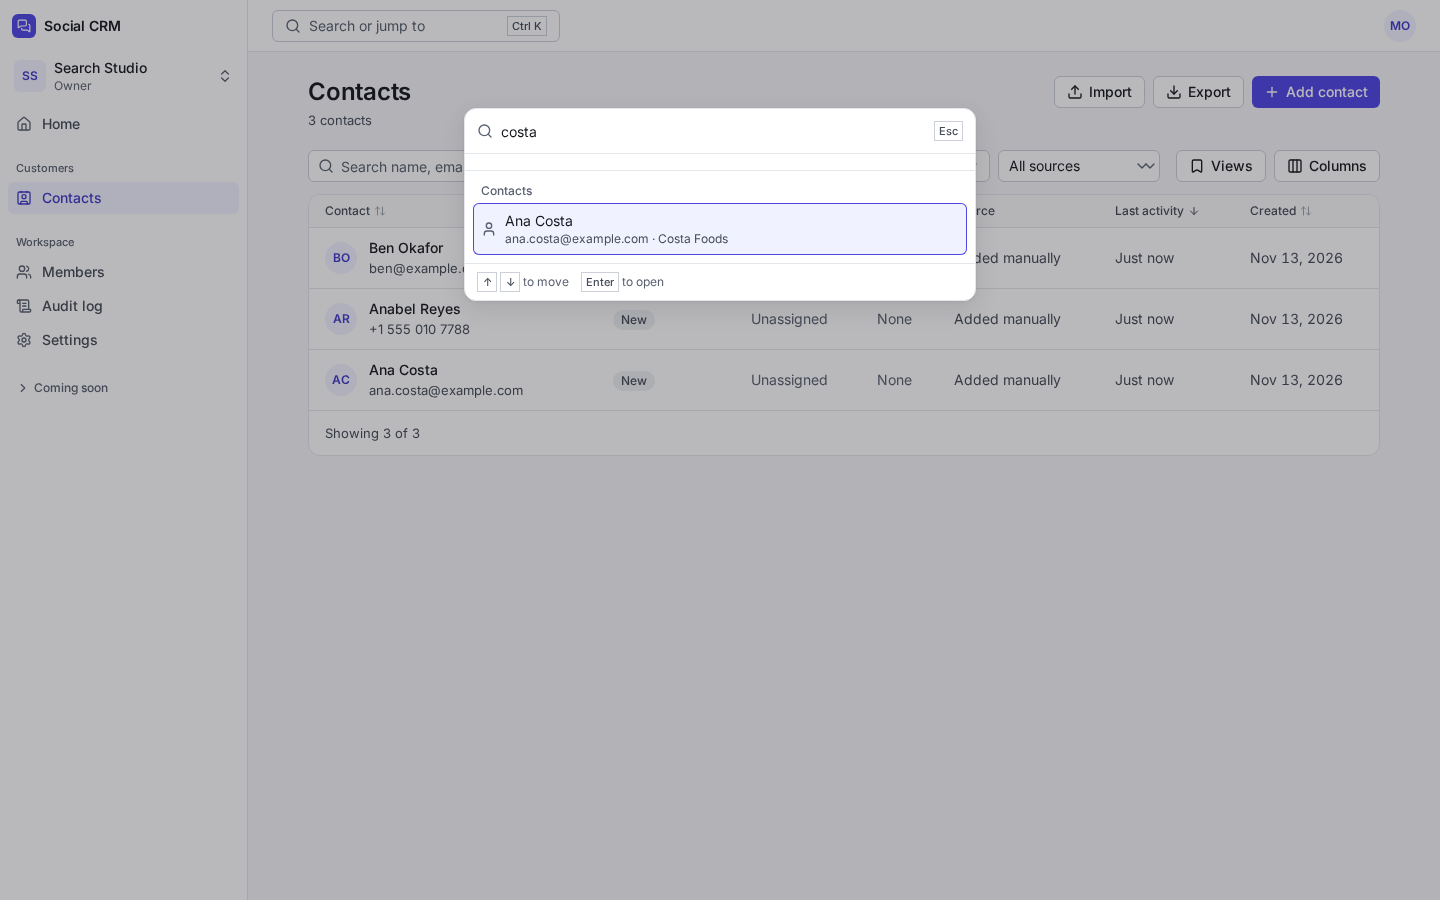 Social CRM
Search or jump to
Ctrl K
MO
SS
Search Studio
Owner
Home
Customers
Contacts
Workspace
Members
Audit log
Settings
Coming soon
Contacts
3 contacts
Import
Export
Add contact
Search name, ema
All sources
Views
Columns
costa
Esc
Contacts
Ana Costa
ana.costa@example.com · Costa Foods
↑ ↓ to move Enter to open
Contact
Last activity
Created
BO
Ben Okafor
ben@example.c
Just now
Nov 13, 2026
AR
Anabel Reyes
+1 555 010 7788
New
Unassigned
None
Added manually
Just now
Nov 13, 2026
AC
Ana Costa
ana.costa@example.com
New
Unassigned
None
Added manually
Just now
Nov 13, 2026
Showing 3 of 3